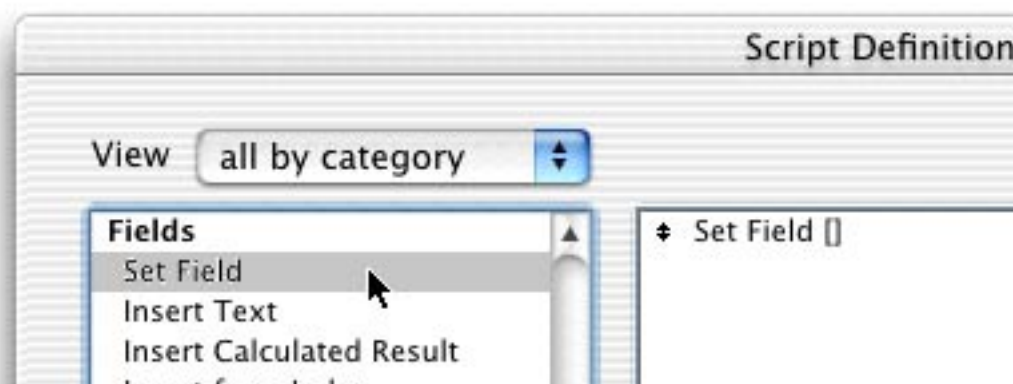 Script Definition
View all by category
Fields
Set Field
Insert Text
Insert Calculated Result
Set Field []